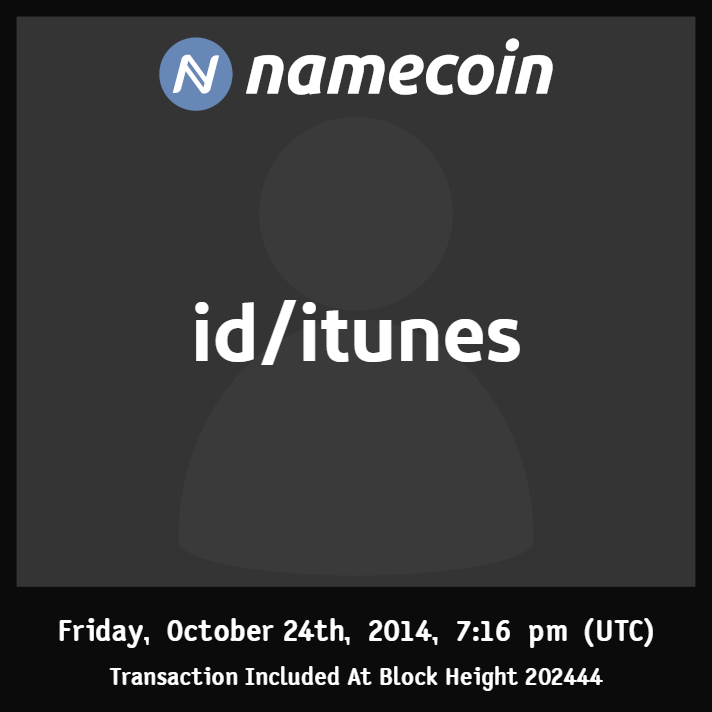 namecoin
id/itunes
Friday, October 24th, 2014, 7:16 pm (UTC)
Transaction Included At Block Height 202444